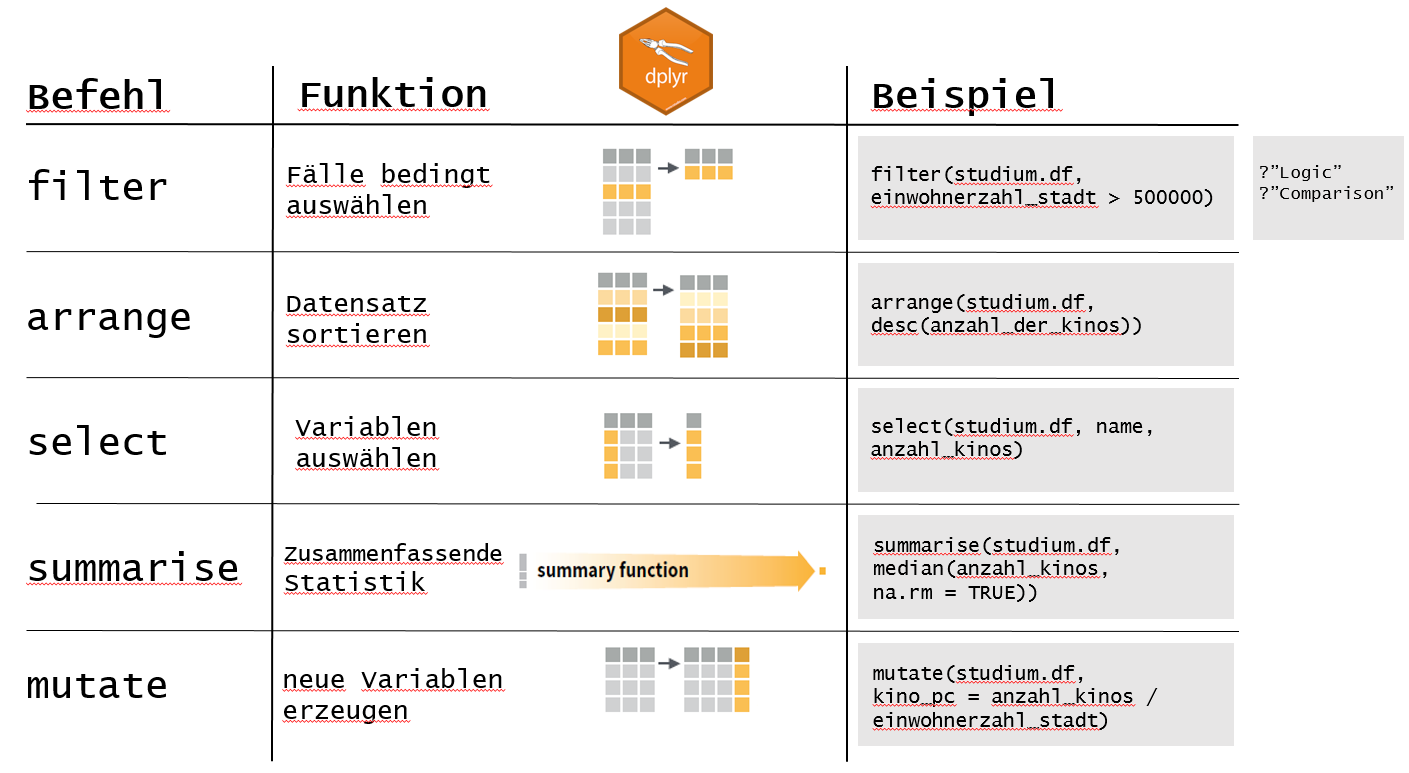 dplyr
Befehl
Funktion
Beispiel
filter
Fälle bedingt
auswählen
filter(studium.df,
einwohnerzahl_stadt > 500000)
?”Logic”
?”Comparison”
arrange
Datensatz
sortieren
arrange(studium.df,
desc(anzahl_der_kinos))
select
Variablen
auswählen
select(studium.df, name,
anzahl_kinos)
summarise
Zusammenfassende
Statistik
summary function
summarise(studium.df,
median(anzahl_kinos,
na.rm = TRUE))
mutate
neue Variablen
erzeugen
mutate(studium.df,
kino_pc = anzahl_kinos /
einwohnerzahl_stadt)